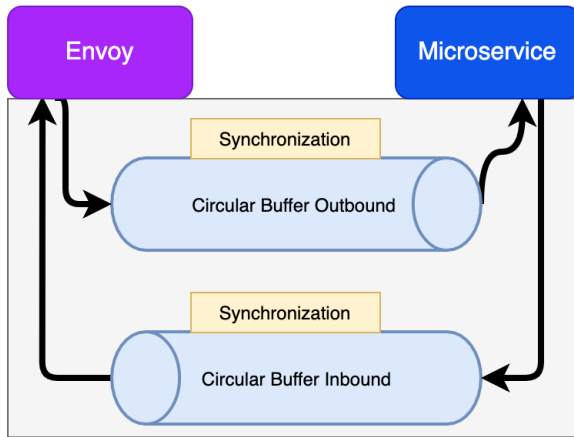 Envoy
Microservice
Synchronization
Circular Buffer Outbound
Synchronization
Circular Buffer Inbound